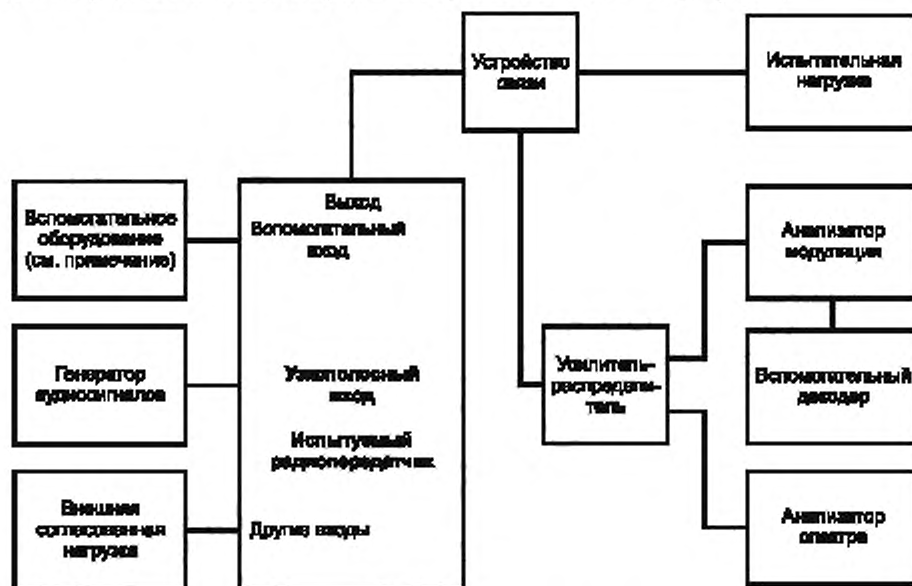 Устройство
связи
Испытательная
нагрузка
Вспомогательное
оборудование
(см. примечание)
Выход
Вспомогательный
вход
Анализатор
модуляции
Генератор
аудиосигналов
Узкополосный
вход
Усилитель-
распредели-
тель
Вспомогательный
декодер
Испытуемый
радиопередатчик
Внешняя
согласованная
нагрузка
Другие входы
Анализатор
спектра